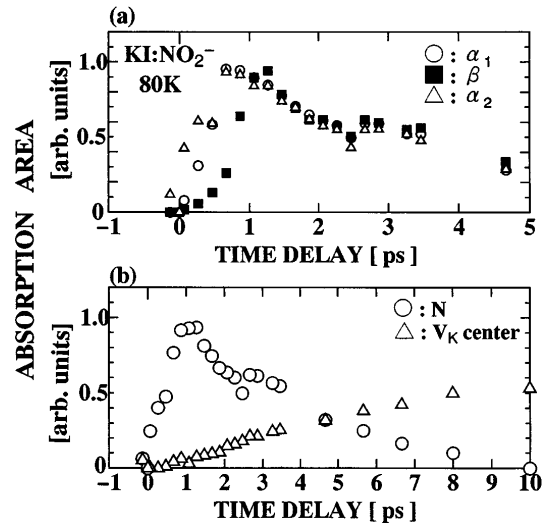 (a)
KI:NO₂⁻
80K
○ : α₁
■ : β
△ : α₂
1.0
0.5
0
−1 0 1 2 3 4 5
TIME DELAY [ ps ]
ABSORPTION AREA
[arb. units]
(b)
○ : N
△ : V_K center
1.0
0.5
0
−1 0 1 2 3 4 5 6 7 8 9 10
TIME DELAY [ ps ]
[arb. units]